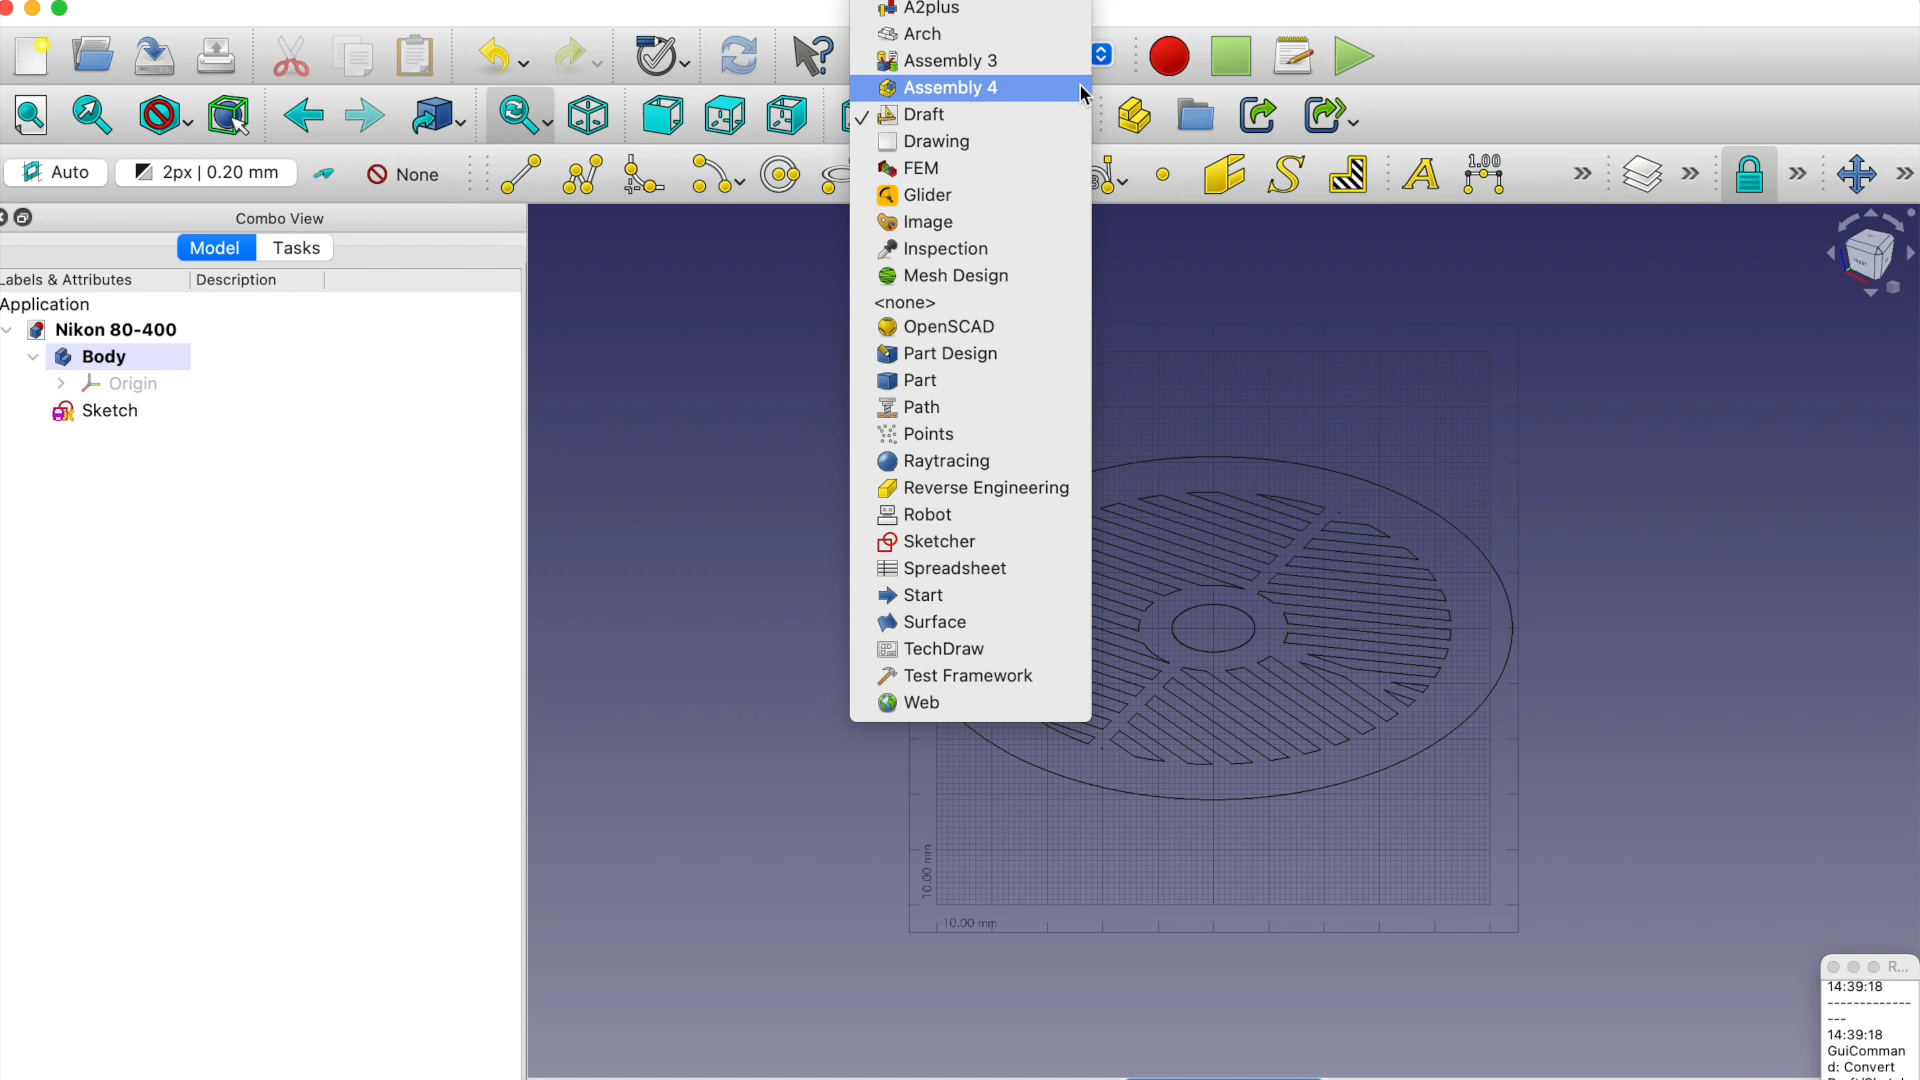 A2plus
Arch
Assembly 3
Assembly 4
Draft
Drawing
FEM
Glider
Image
Inspection
Mesh Design
<none>
OpenSCAD
Part Design
Part
Path
Points
Raytracing
Reverse Engineering
Robot
Sketcher
Spreadsheet
Start
Surface
TechDraw
Test Framework
Web
Auto
2px | 0.20 mm
None
1.00
Combo View
Model Tasks
Labels & Attributes Description
Application
Nikon 80-400
Body
Origin
Sketch
10.00 mm
10.00 mm
R...
14:39:18
-------------
---
14:39:18
GuiComman
d: Convert